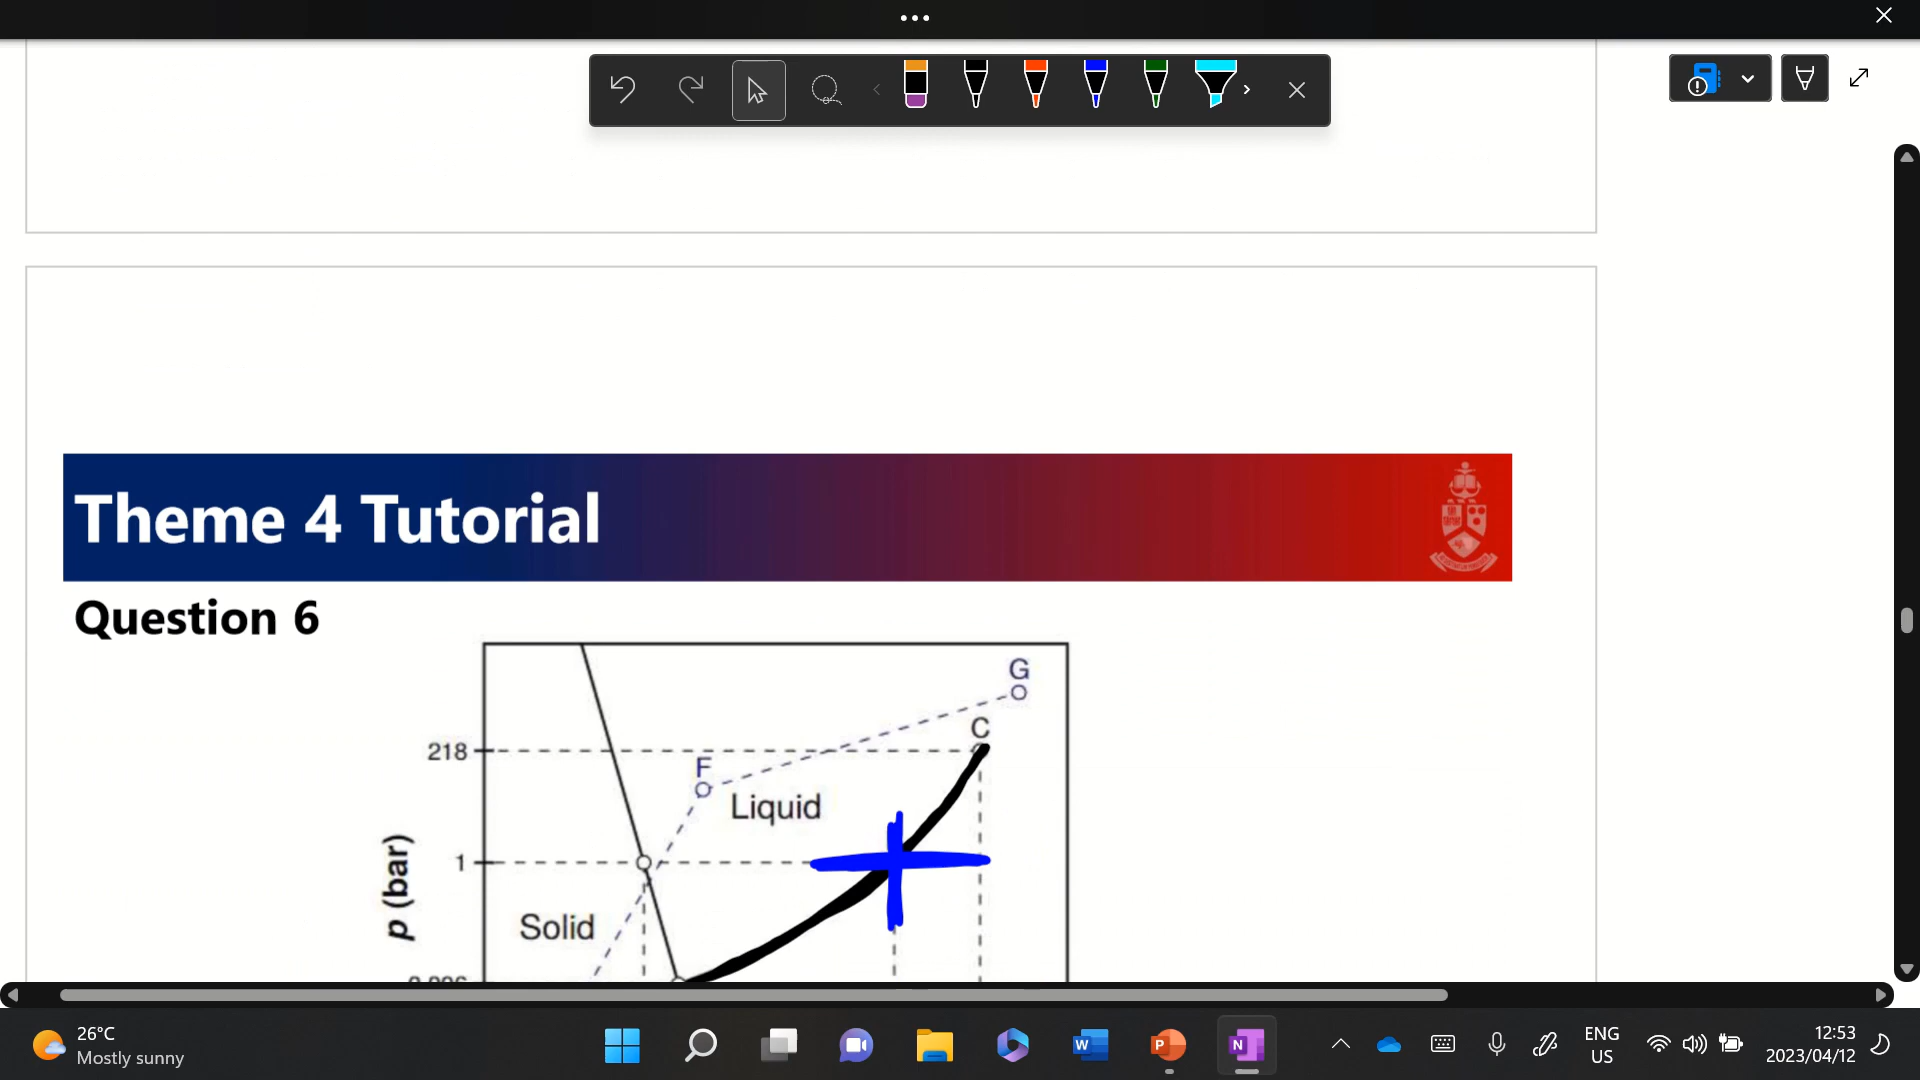 Theme 4 Tutorial
Question 6
G
C
218
F
Liquid
1
p (bar)
Solid
26°C
Mostly sunny
ENG
US
12:53
2023/04/12